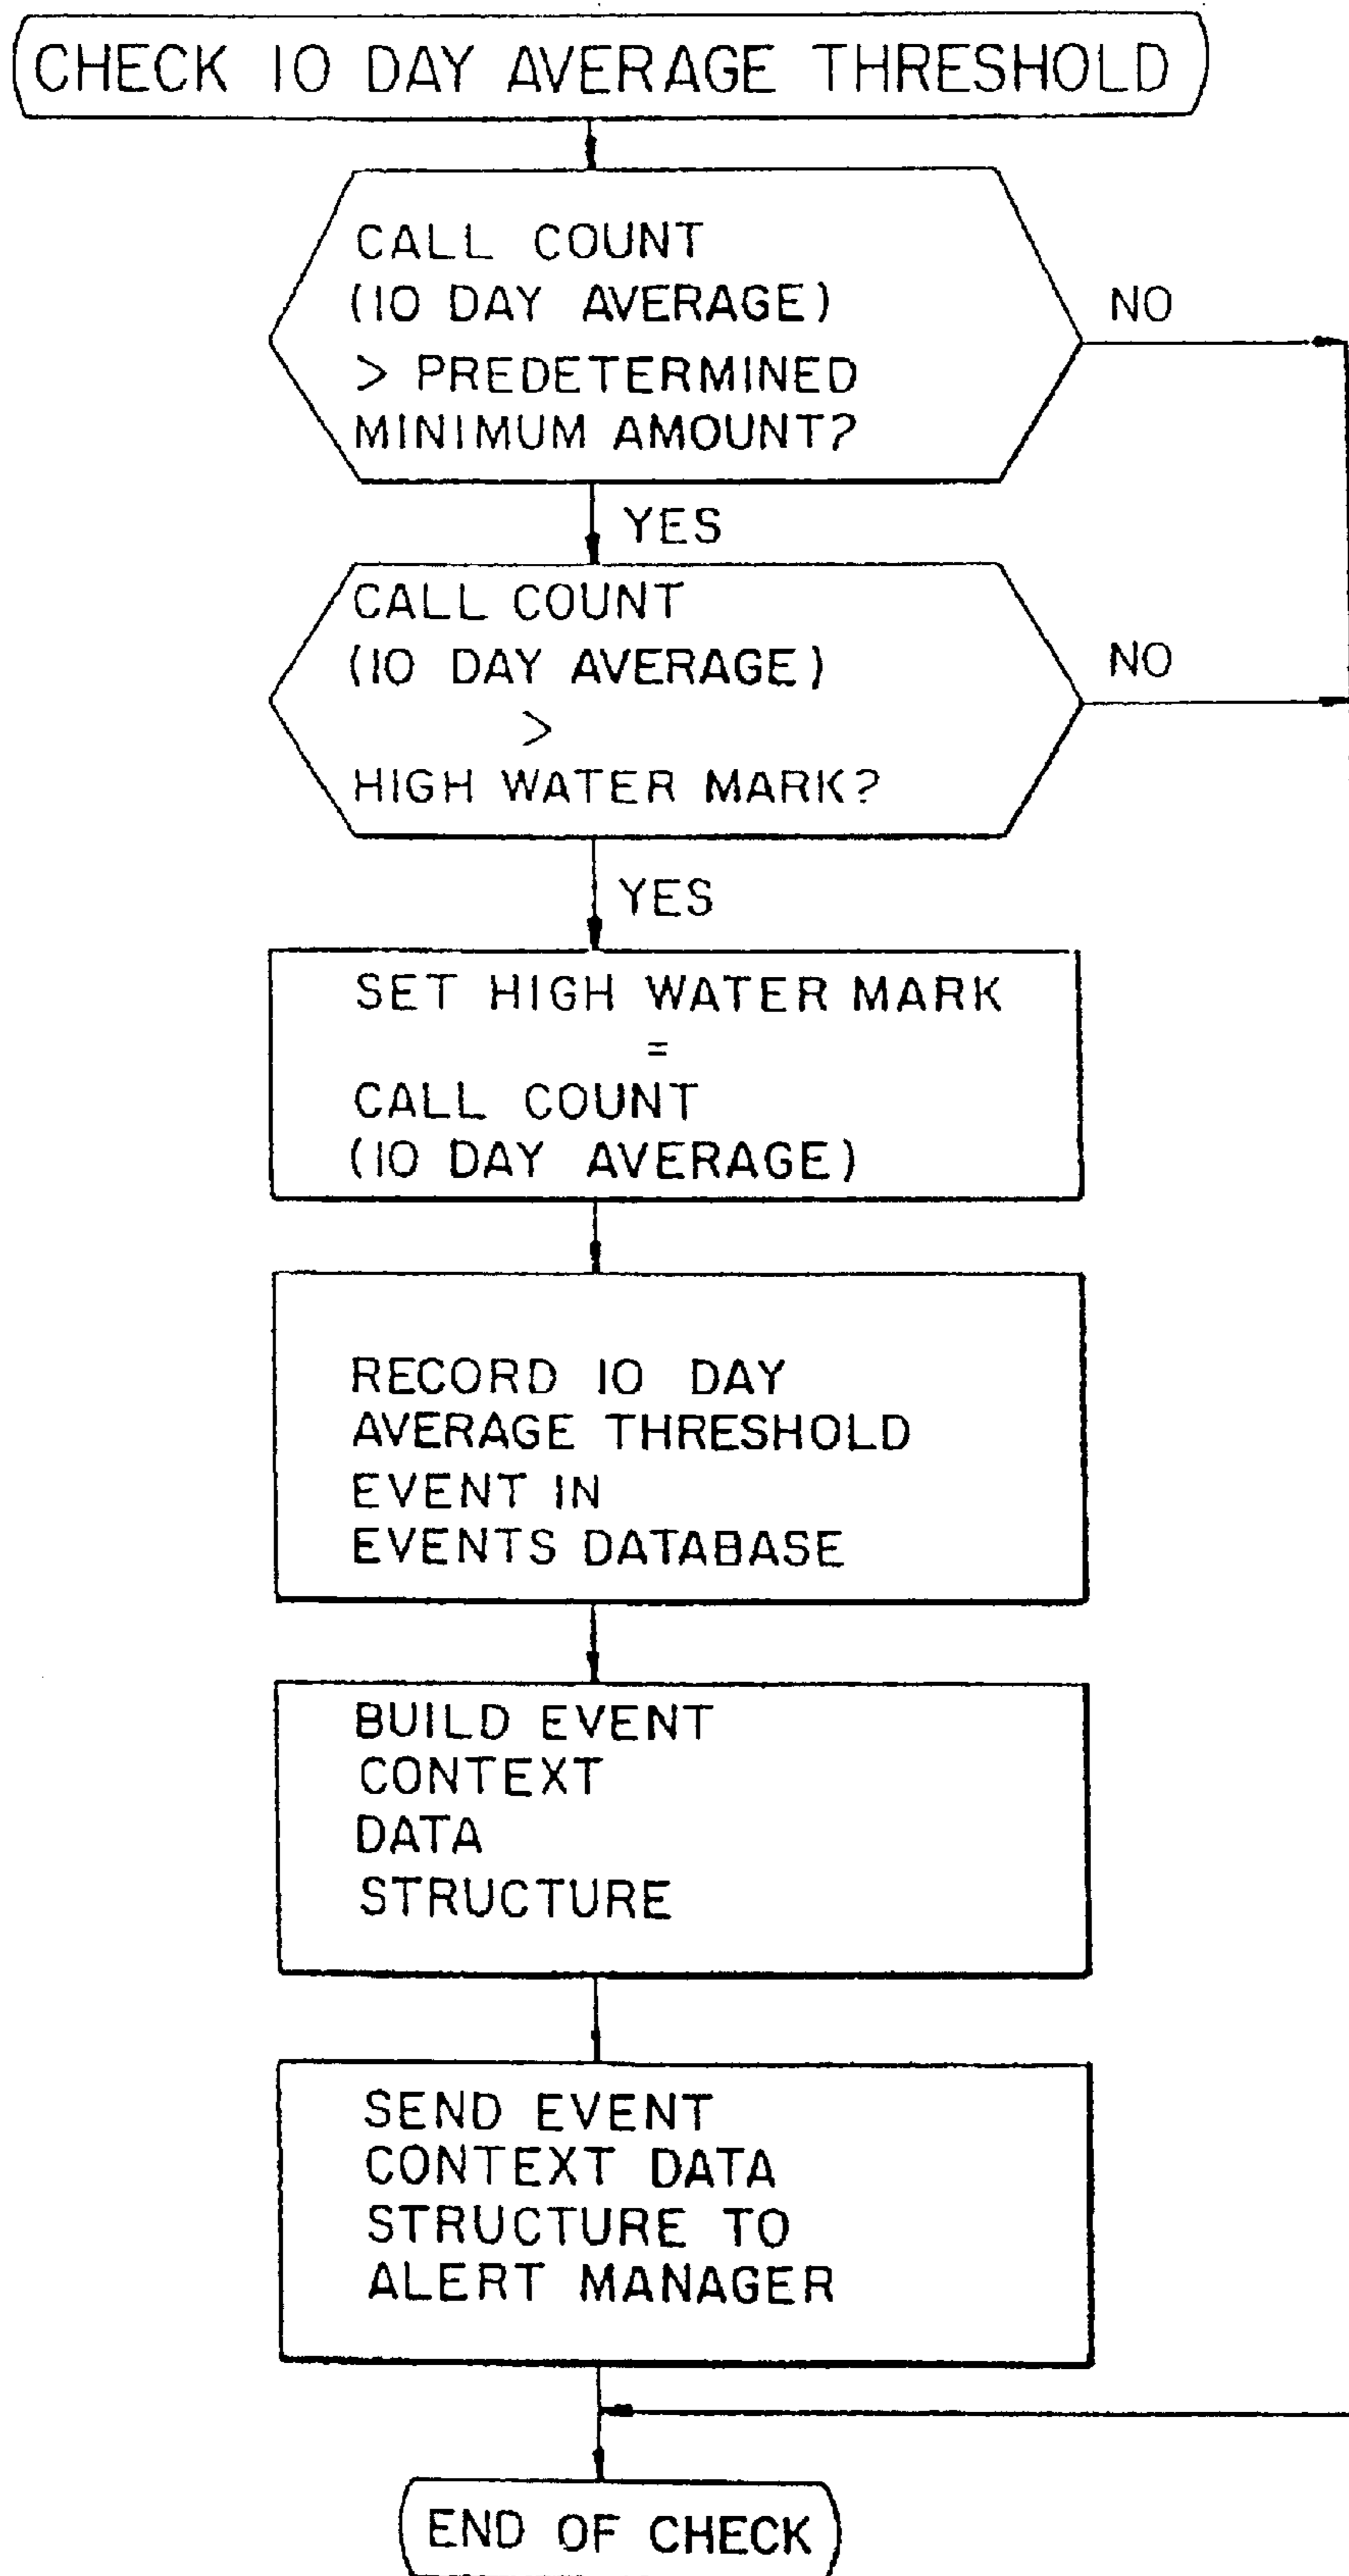 CHECK 10 DAY AVERAGE THRESHOLD
CALL COUNT
(10 DAY AVERAGE)
> PREDETERMINED
MINIMUM AMOUNT?
NO
YES
CALL COUNT
(10 DAY AVERAGE)
>
HIGH WATER MARK?
NO
YES
SET HIGH WATER MARK
=
CALL COUNT
(10 DAY AVERAGE)
RECORD 10 DAY
AVERAGE THRESHOLD
EVENT IN
EVENTS DATABASE
BUILD EVENT
CONTEXT
DATA
STRUCTURE
SEND EVENT
CONTEXT DATA
STRUCTURE TO
ALERT MANAGER
END OF CHECK